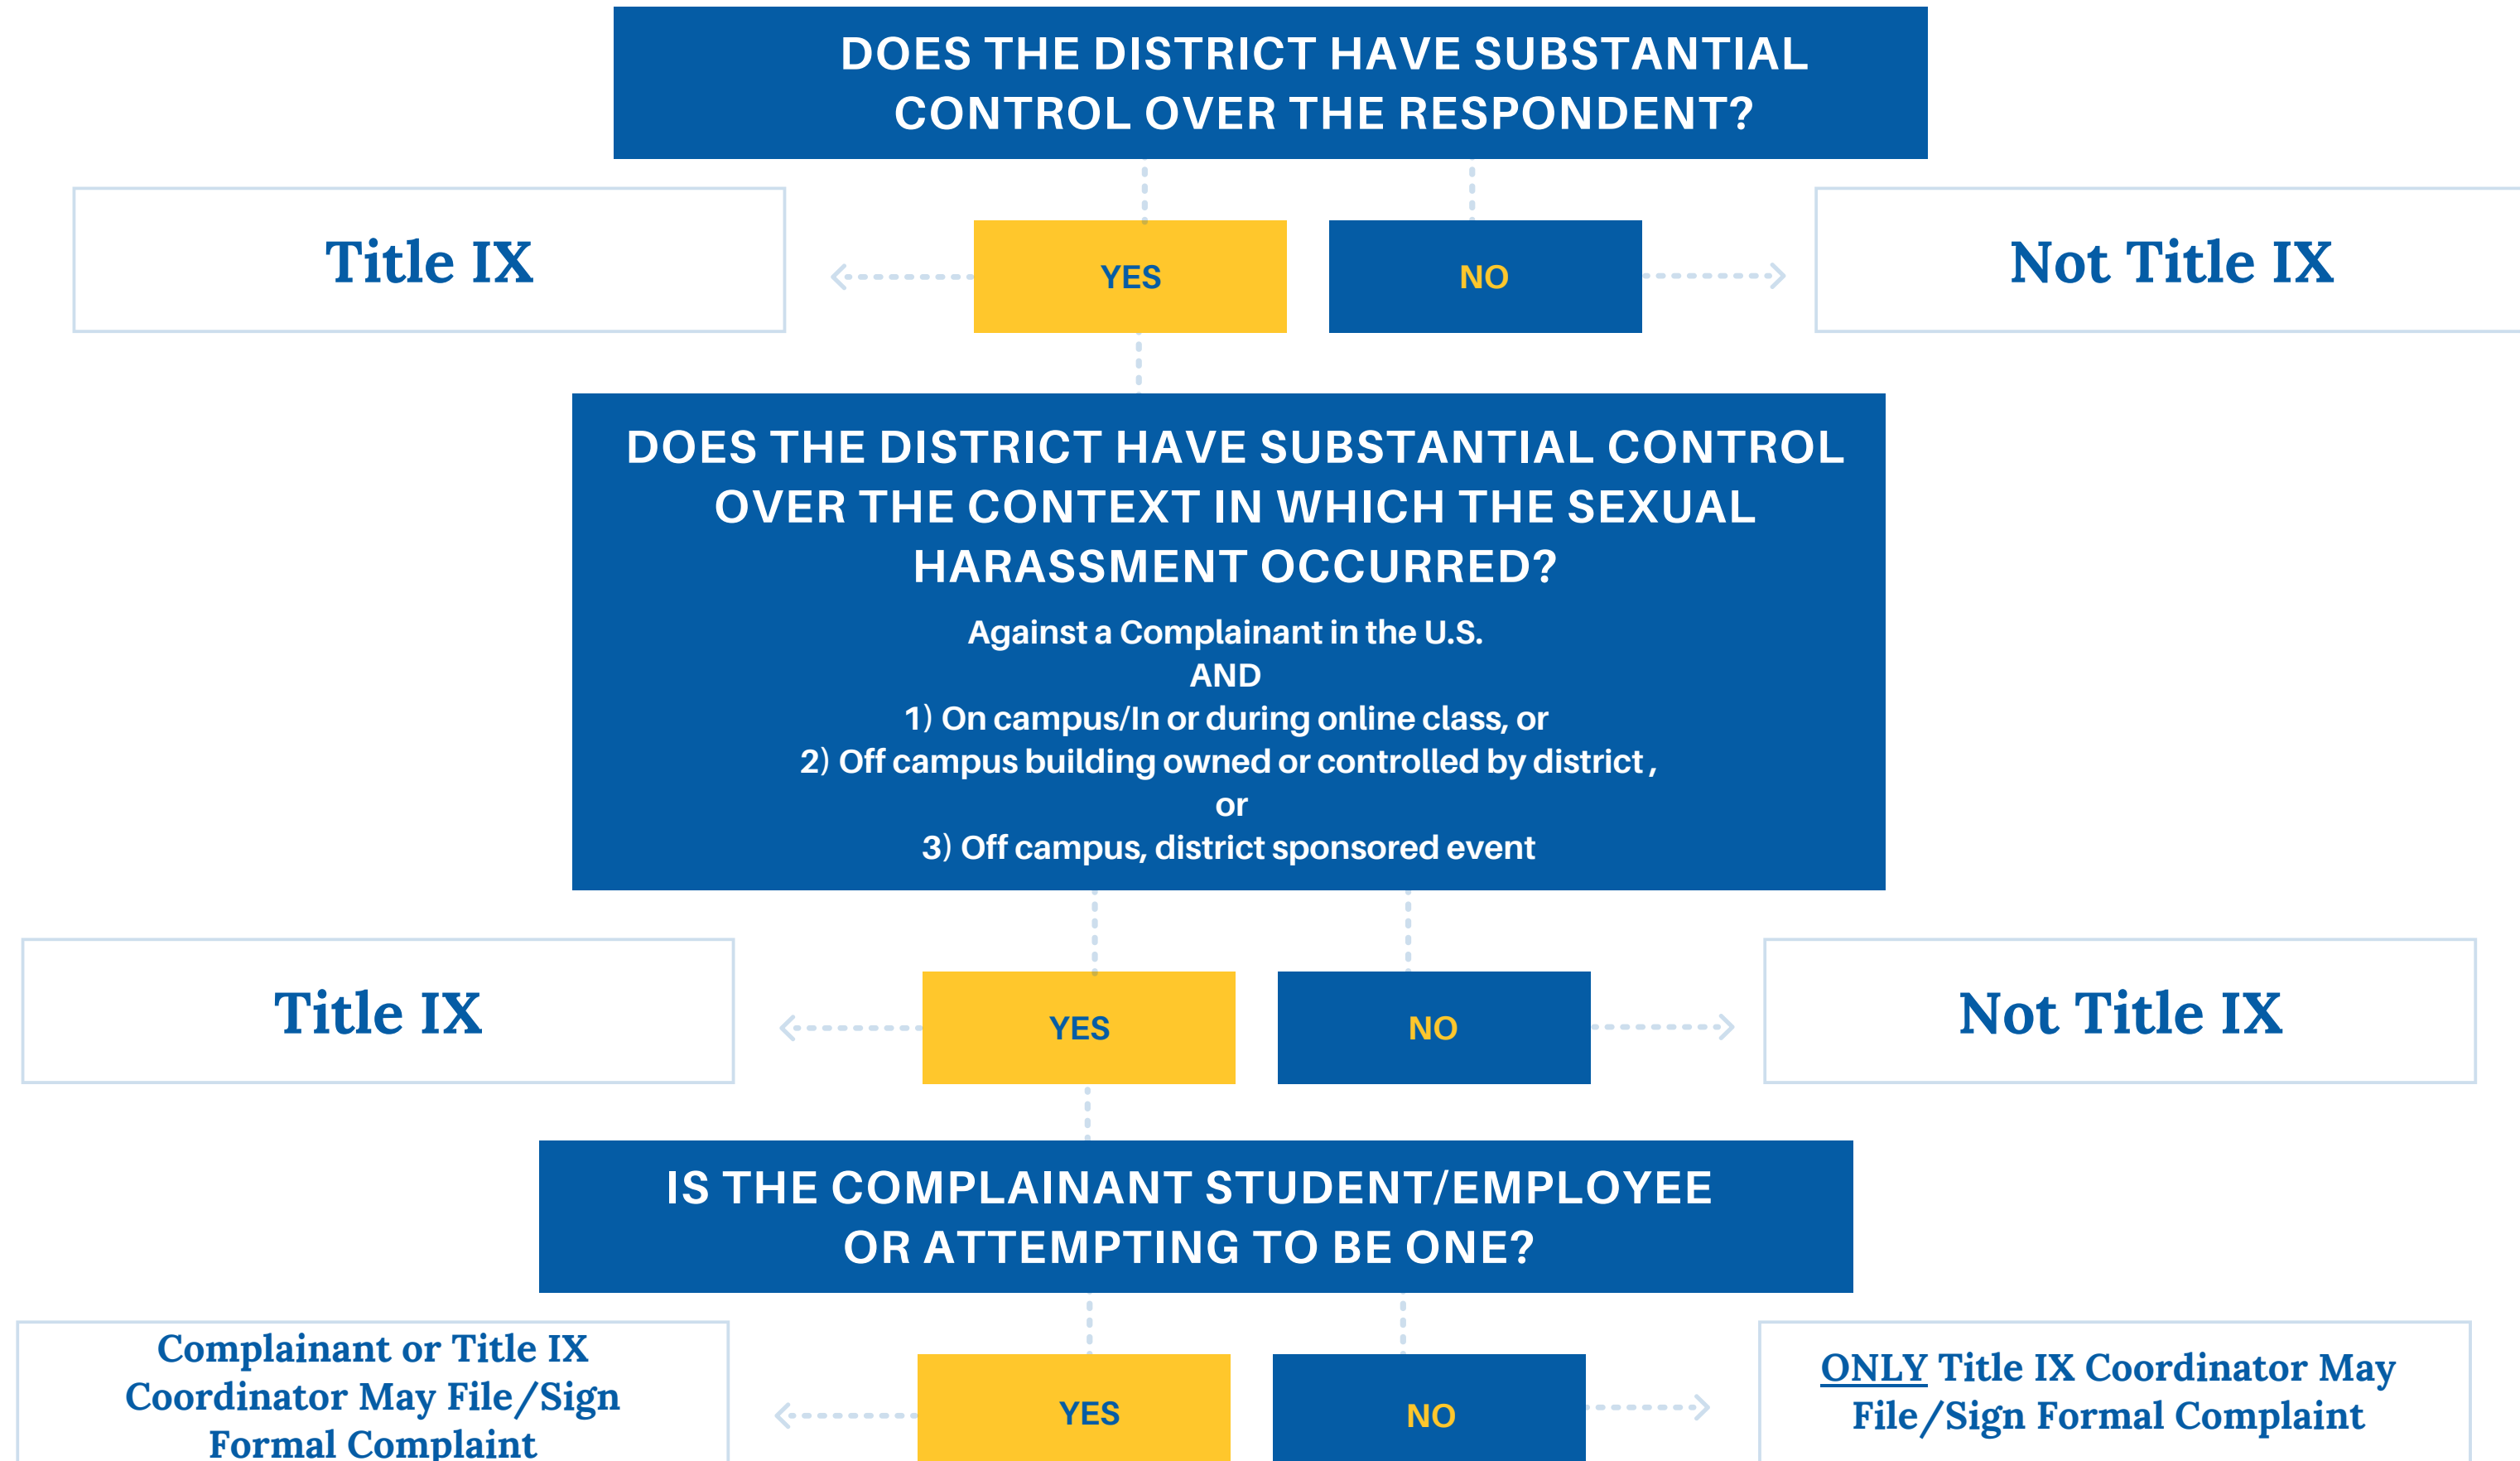 DOES THE DISTRICT HAVE SUBSTANTIAL
CONTROL OVER THE RESPONDENT?
Title IX
YES
NO
Not Title IX
DOES THE DISTRICT HAVE SUBSTANTIAL CONTROL
OVER THE CONTEXT IN WHICH THE SEXUAL
HARASSMENT OCCURRED?
Against a Complainant in the U.S.
AND
1) On campus/In or during online class, or
2) Off campus building owned or controlled by district ,
or
3) Off campus, district sponsored event
Title IX
YES
NO
Not Title IX
IS THE COMPLAINANT STUDENT/EMPLOYEE
OR ATTEMPTING TO BE ONE?
Complainant or Title IX
Coordinator May File/Sign
Formal Complaint
YES
NO
ONLY Title IX Coordinator May
File/Sign Formal Complaint